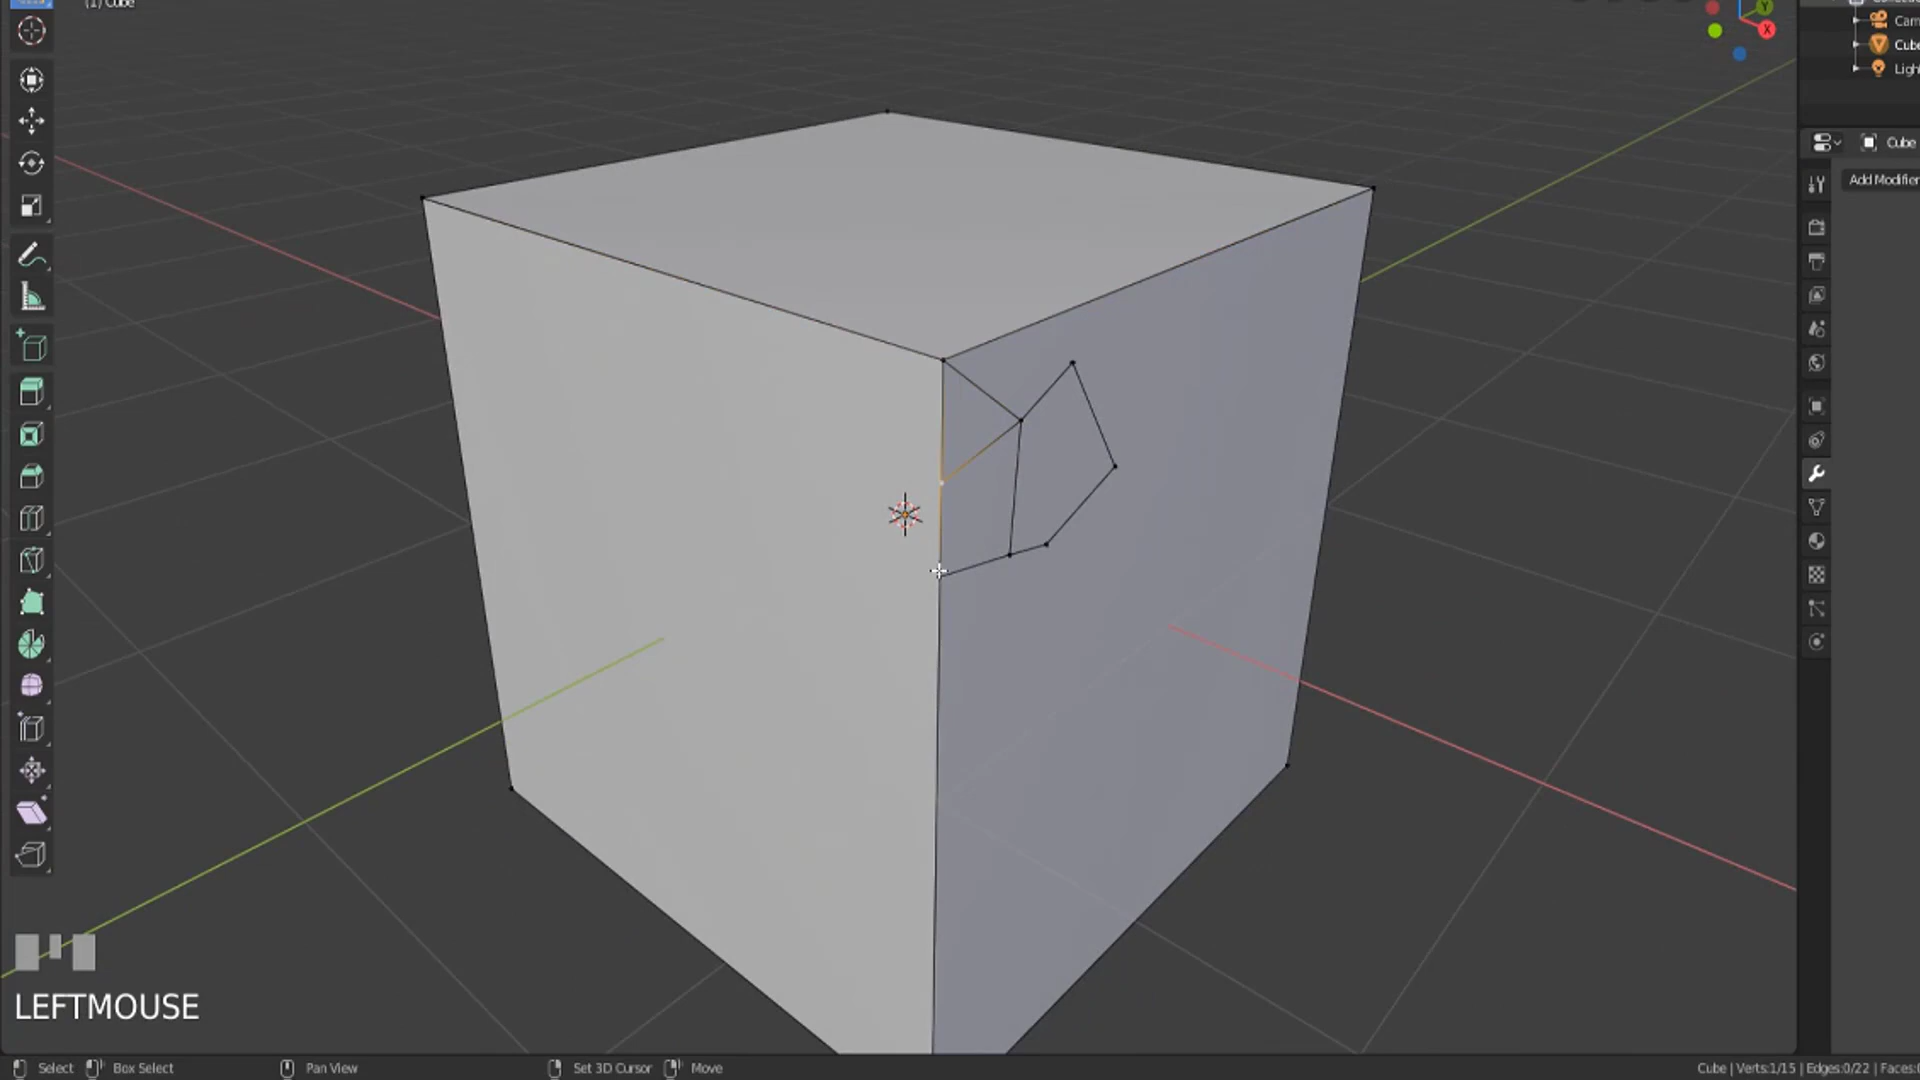 (1) Cube
Y
X
Cam
Cube
Ligh
Cube
Add Modifier
LEFTMOUSE
Select
Box Select
Pan View
Set 3D Cursor
Move
Cube | Verts:1/15 | Edges:0/22 | Faces:0